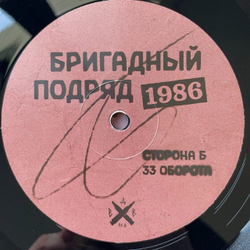 БРИГАДНЫЙ
ПОДРЯД 1986
СТОРОНА Б
33 ОБОРОТА